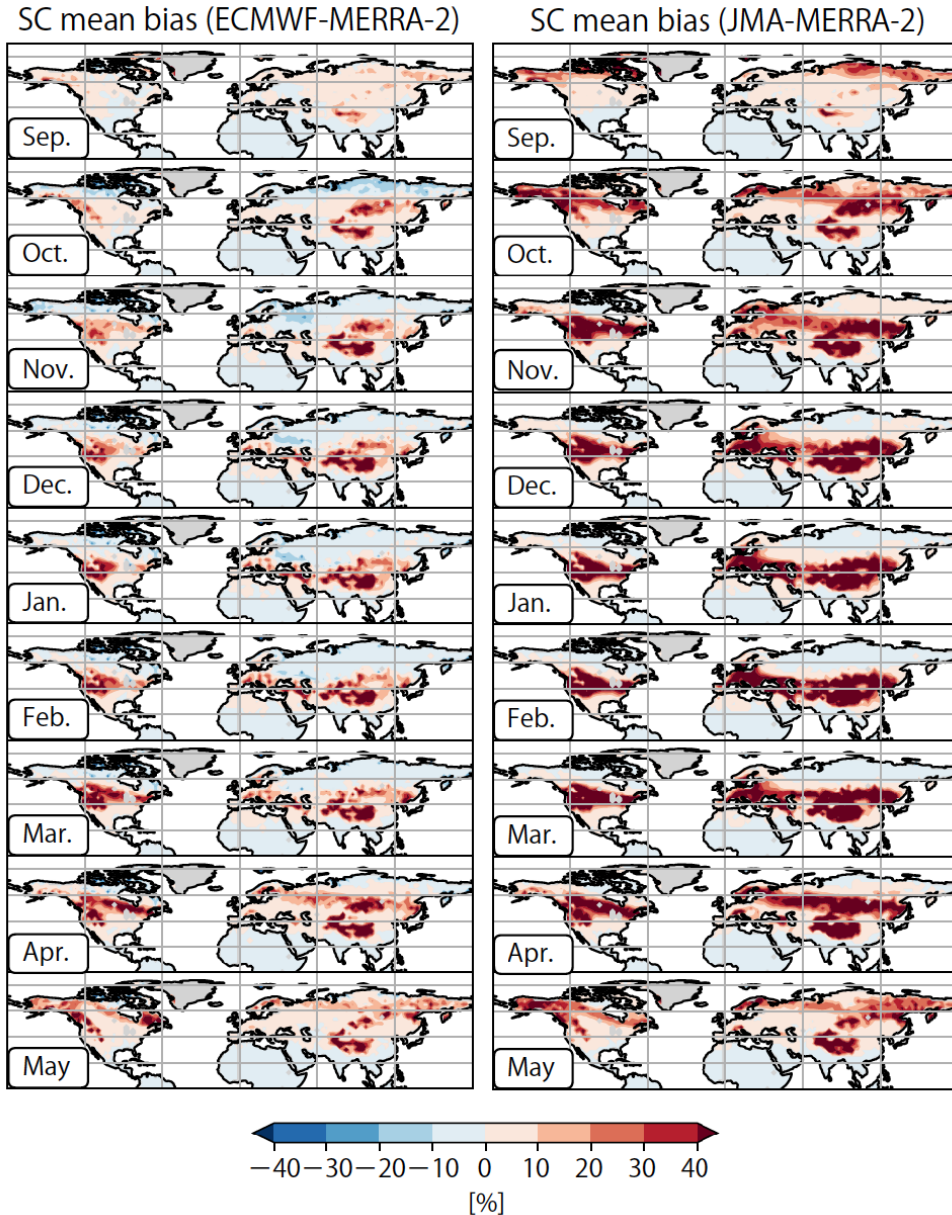 SC mean bias (ECMWF-MERRA-2) SC mean bias (JMA-MERRA-2)
Sep. Sep.
Oct. Oct.
Nov. Nov.
Dec. Dec.
Jan. Jan.
Feb. Feb.
Mar. Mar.
Apr. Apr.
May May
−40 −30 −20 −10 0 10 20 30 40
[%]